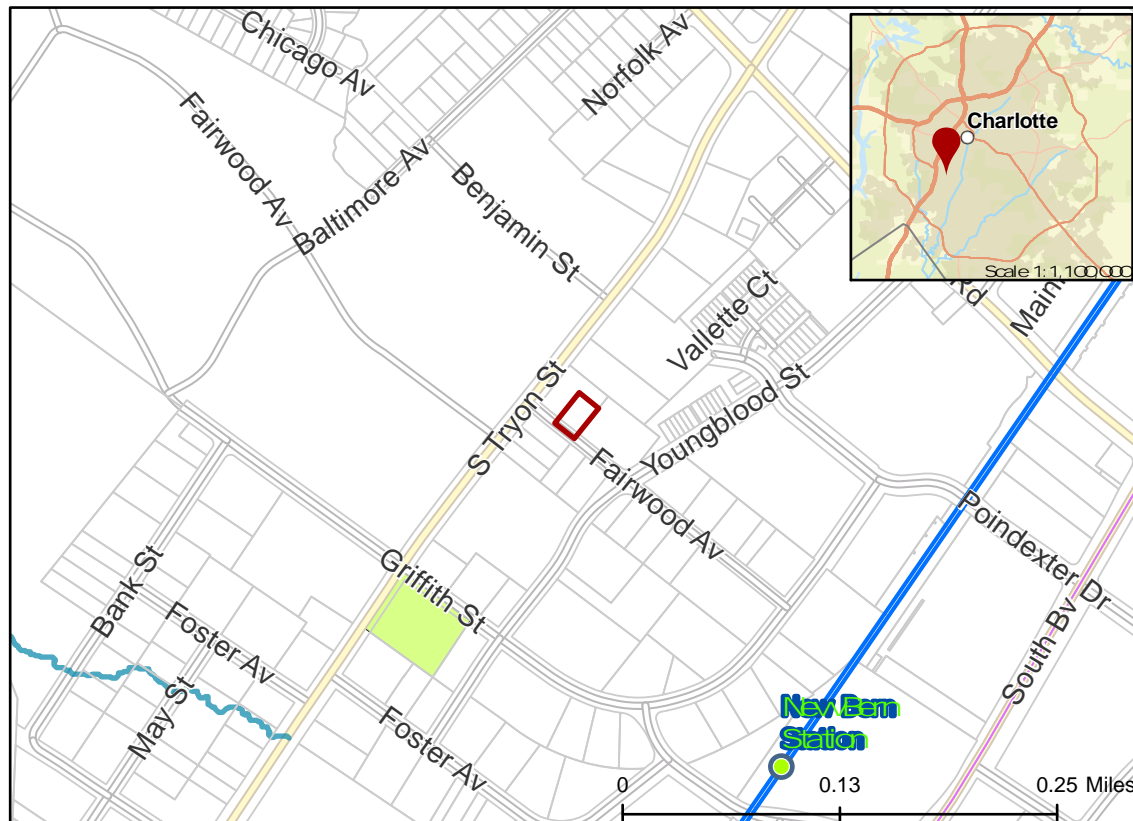 Chicago Av
Norfolk Av
Charlotte
Scale 1: 1,100,000
Fairwood Av
Baltimore Av
Benjamin St
Vallette Ct
Rd
S Tryon St
Youngblood St
Fairwood Av
Poindexter Dr
Griffith St
Bank St
Foster Av
May St
South Bv
Foster Av
New Bern
Station
0 0.13 0.25 Miles